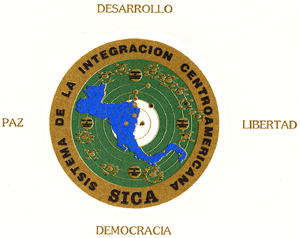 DESARROLLO
SISTEMA DE LA INTEGRACION CENTROAMERICANA
SICA
PAZ
LIBERTAD
DEMOCRACIA